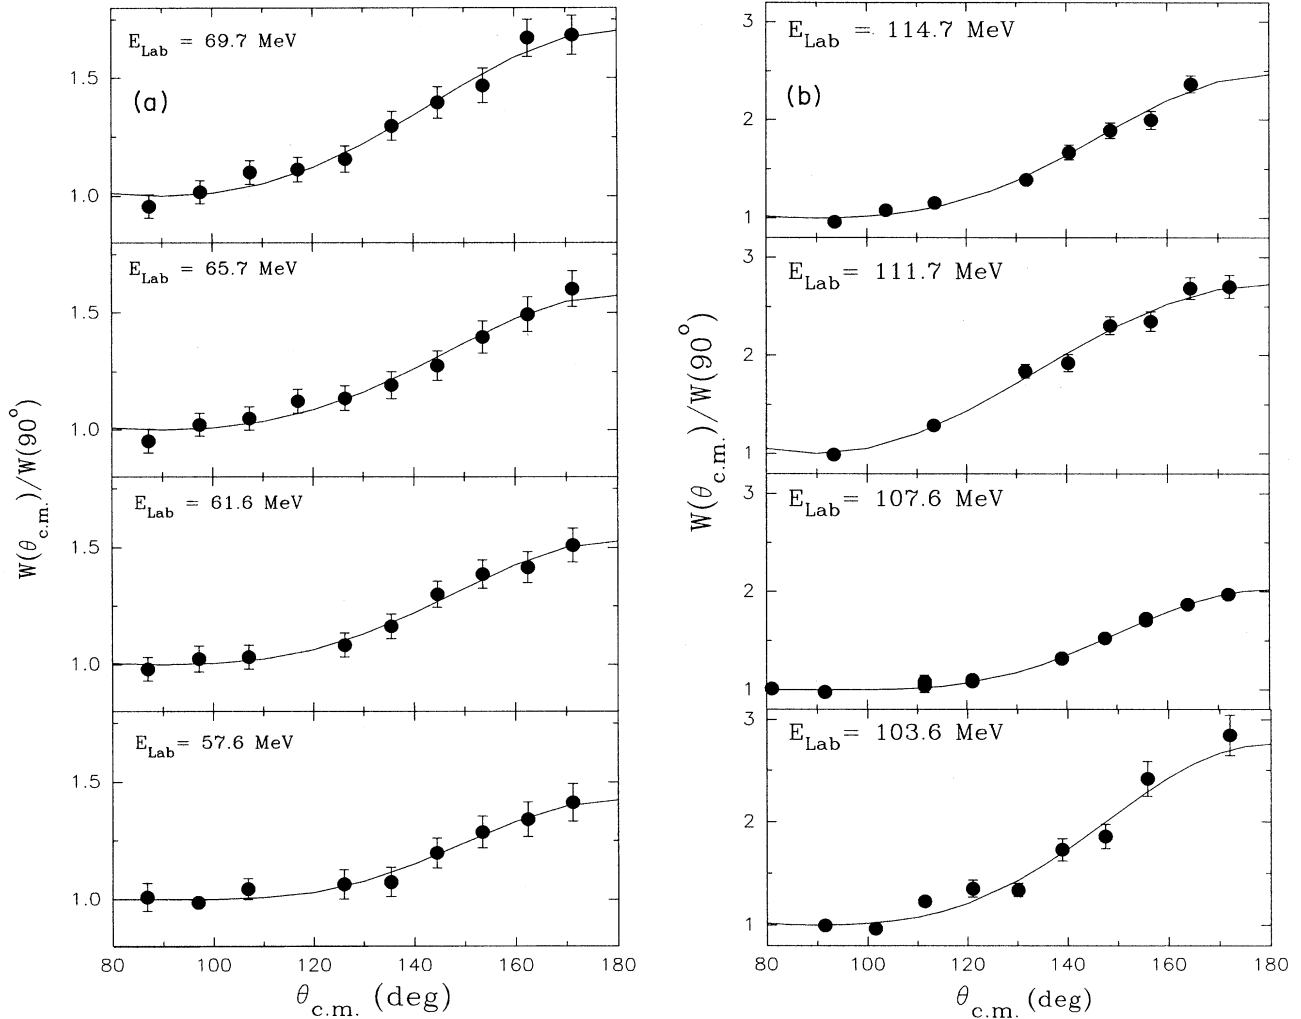 E_Lab = 69.7 MeV
(a)
1.5
1.0
E_Lab = 65.7 MeV
1.5
1.0
E_Lab = 61.6 MeV
1.5
1.0
E_Lab = 57.6 MeV
1.5
1.0
80 100 120 140 160 180
θ_c.m. (deg)
W(θ_c.m.)/W(90°)
3
E_Lab = 114.7 MeV
(b)
2
1
3
E_Lab = 111.7 MeV
2
1
3
E_Lab = 107.6 MeV
2
1
3
E_Lab = 103.6 MeV
2
1
80 100 120 140 160 180
θ_c.m. (deg)
W(θ_c.m.)/W(90°)